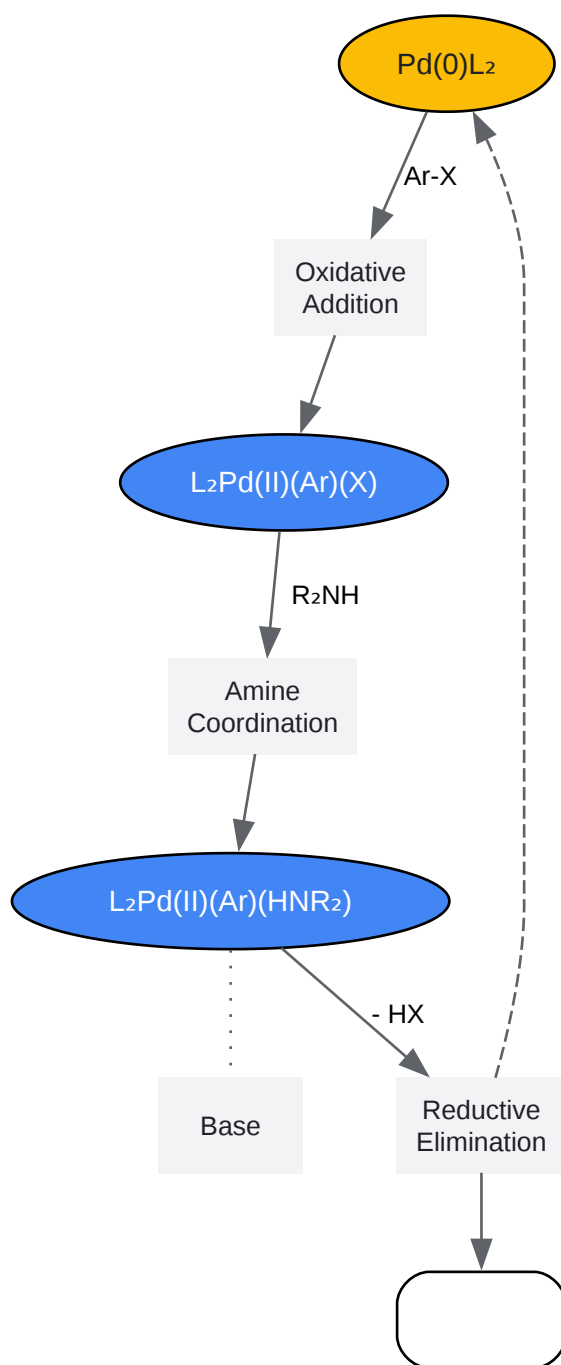 Pd(0)L₂
Ar-X
Oxidative
Addition
L₂Pd(II)(Ar)(X)
R₂NH
Amine
Coordination
L₂Pd(II)(Ar)(HNR₂)
- HX
Base
Reductive
Elimination